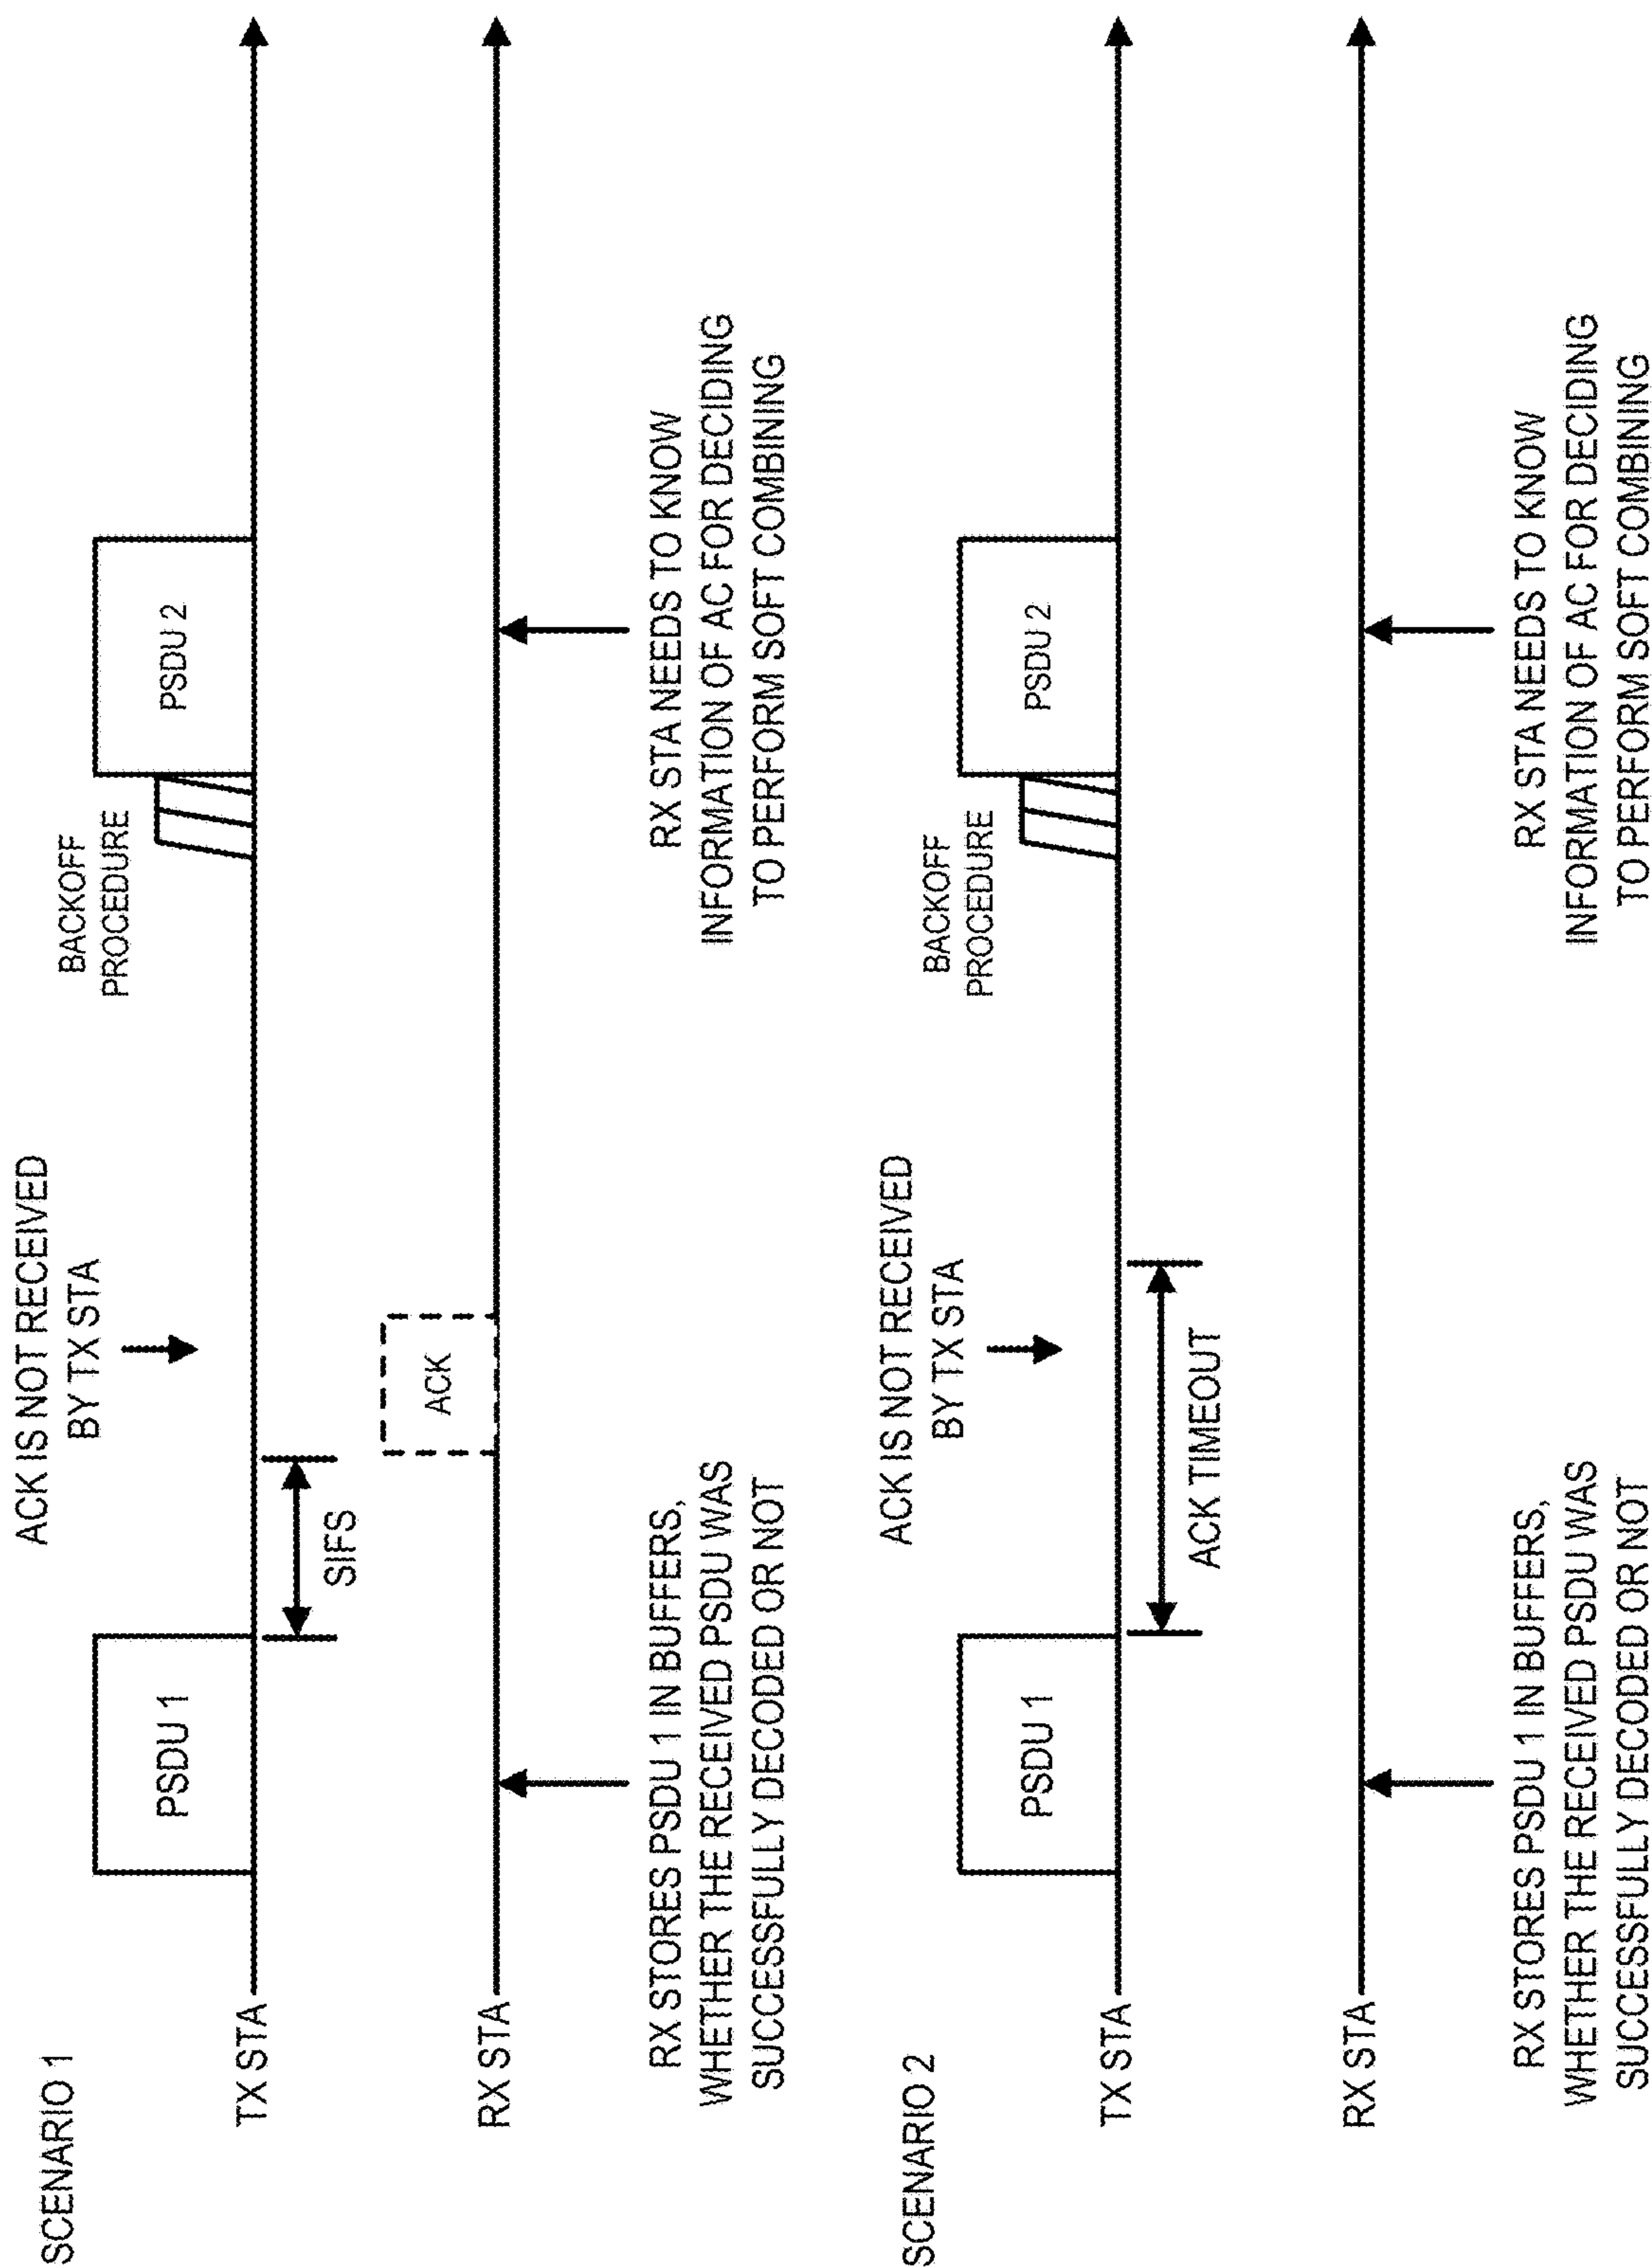 SCENARIO 1
ACK IS NOT RECEIVED
BY TX STA
BACKOFF
PROCEDURE
PSDU 1
PSDU 2
TX STA
SIFS
ACK
RX STA
RX STORES PSDU 1 IN BUFFERS,
WHETHER THE RECEIVED PSDU WAS
SUCCESSFULLY DECODED OR NOT
RX STA NEEDS TO KNOW
INFORMATION OF AC FOR DECIDING
TO PERFORM SOFT COMBINING
SCENARIO 2
ACK IS NOT RECEIVED
BY TX STA
BACKOFF
PROCEDURE
PSDU 1
PSDU 2
TX STA
ACK TIMEOUT
RX STA
RX STORES PSDU 1 IN BUFFERS,
WHETHER THE RECEIVED PSDU WAS
SUCCESSFULLY DECODED OR NOT
RX STA NEEDS TO KNOW
INFORMATION OF AC FOR DECIDING
TO PERFORM SOFT COMBINING